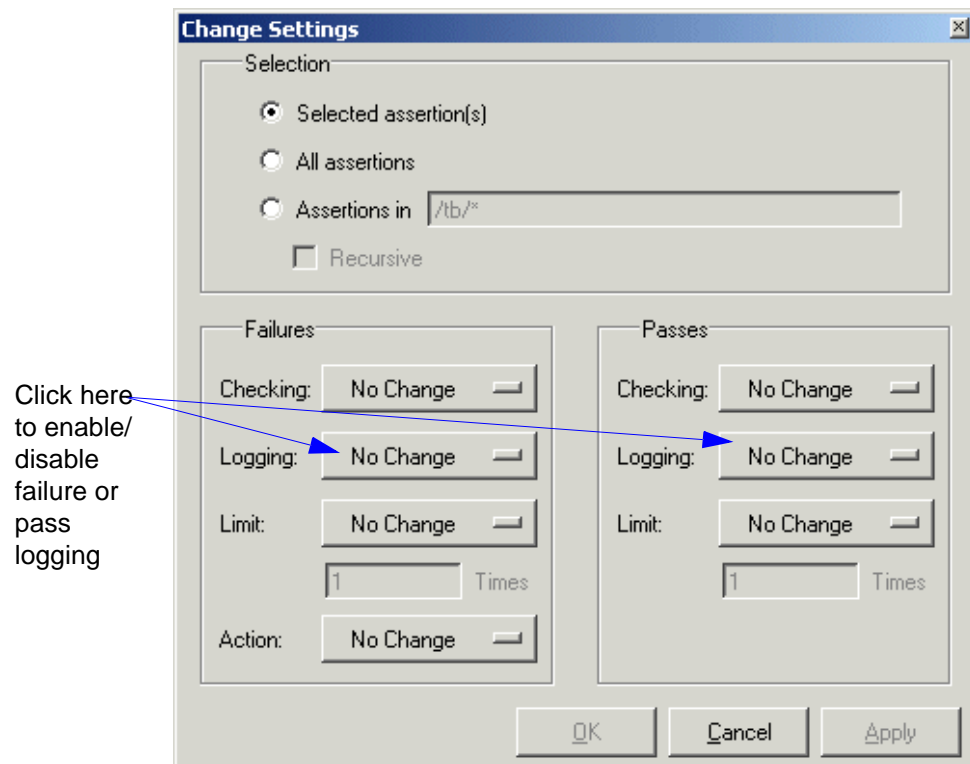 Change Settings
Selection
Selected assertion(s)
All assertions
Assertions in /tb/*
Recursive
Failures
Checking: No Change
Logging: No Change
Limit: No Change
1 Times
Action: No Change
Passes
Checking: No Change
Logging: No Change
Limit: No Change
1 Times
Click here
to enable/
disable
failure or
pass
logging
OK
Cancel
Apply